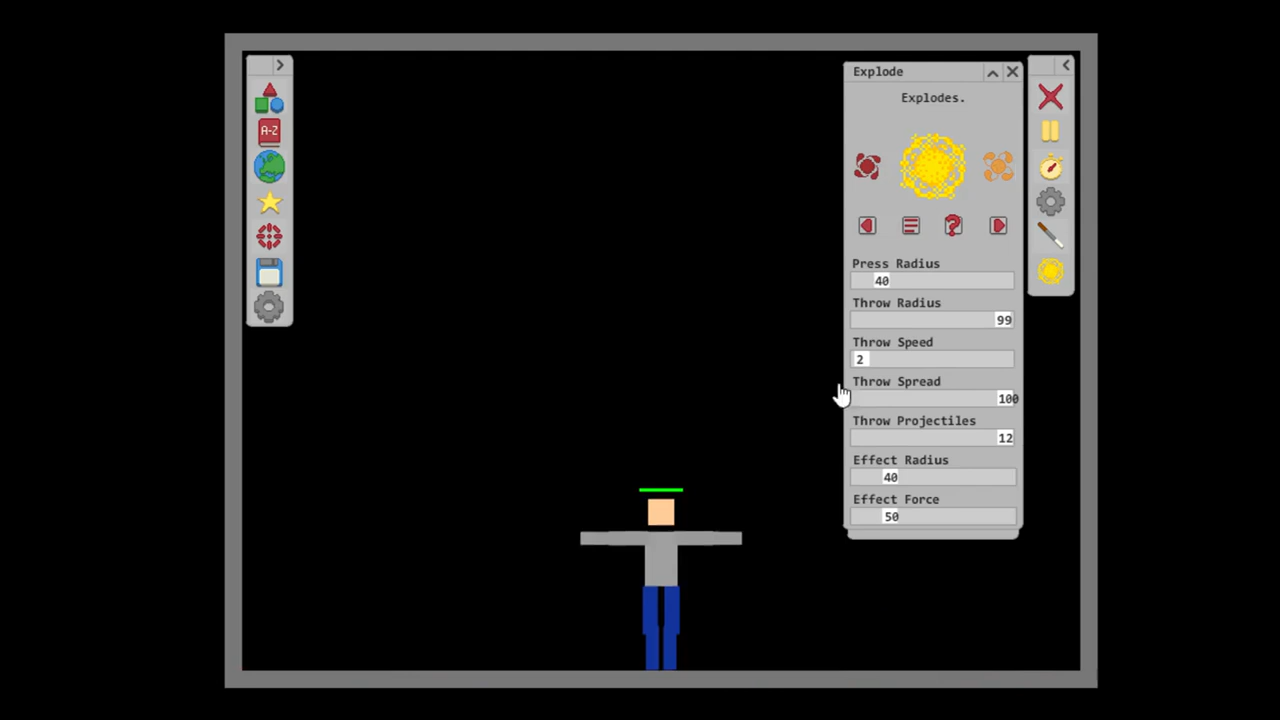 A-Z
Explode
Explodes.
Press Radius
40
Throw Radius
99
Throw Speed
2
Throw Spread
100
Throw Projectiles
12
Effect Radius
40
Effect Force
50